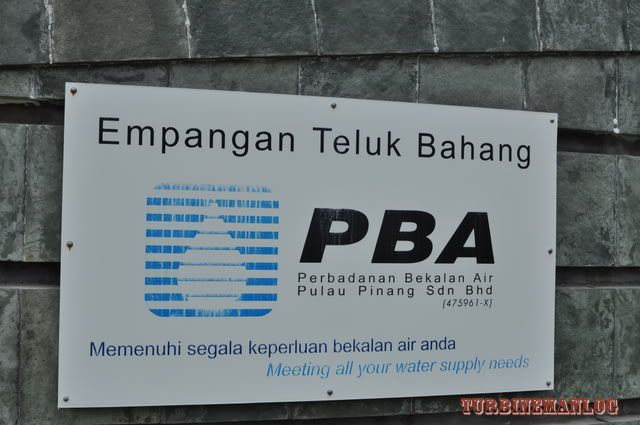 Empangan Teluk Bahang
PBA
Perbadanan Bekalan Air
Pulau Pinang Sdn Bhd
(475961-X)
Memenuhi segala keperluan bekalan air anda
Meeting all your water supply needs
TURBINEMANLOG